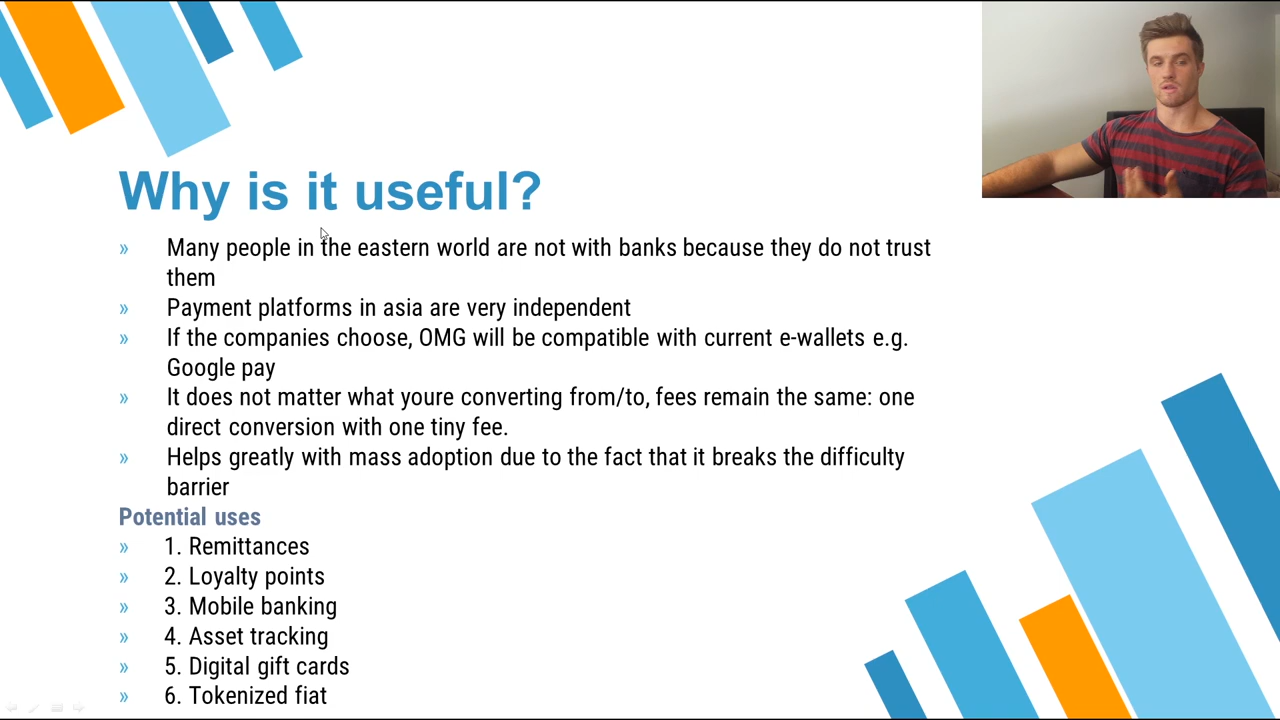 Why is it useful?
» Many people in the eastern world are not with banks because they do not trust
them
» Payment platforms in asia are very independent
» If the companies choose, OMG will be compatible with current e-wallets e.g.
Google pay
» It does not matter what youre converting from/to, fees remain the same: one
direct conversion with one tiny fee.
» Helps greatly with mass adoption due to the fact that it breaks the difficulty
barrier
Potential uses
» 1. Remittances
» 2. Loyalty points
» 3. Mobile banking
» 4. Asset tracking
» 5. Digital gift cards
» 6. Tokenized fiat